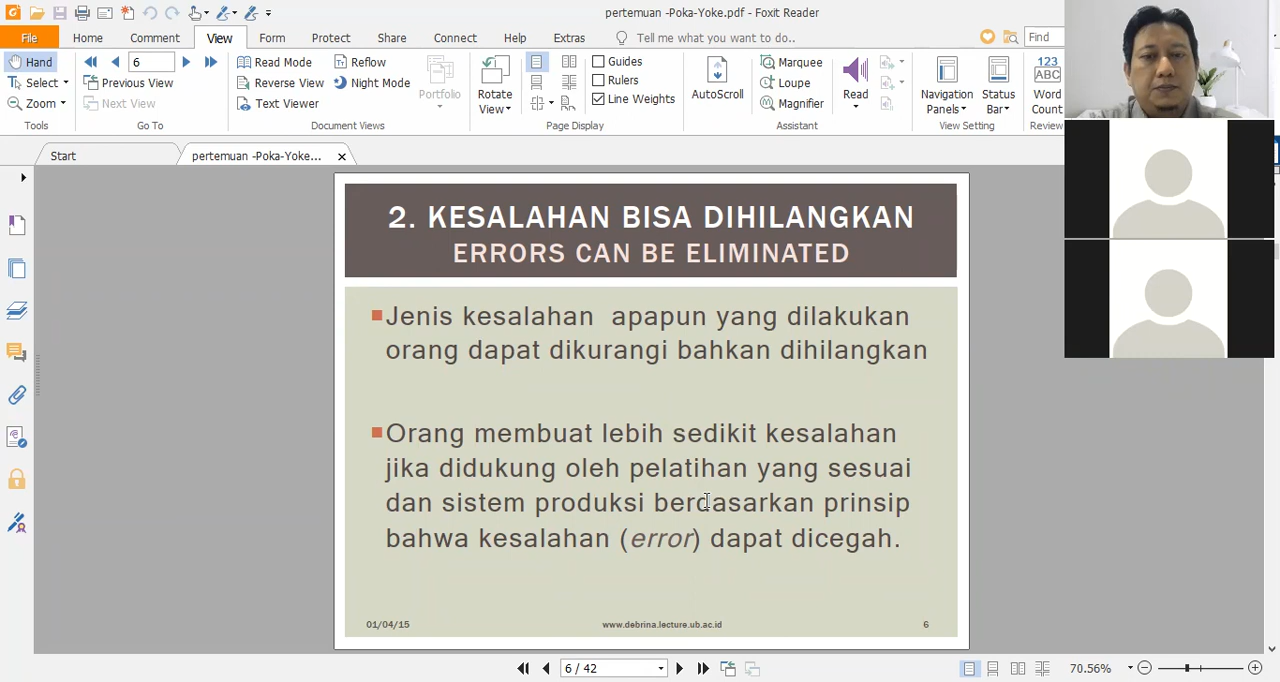 pertemuan -Poka-Yoke.pdf - Foxit Reader
File Home Comment View Form Protect Share Connect Help Extras Tell me what you want to do.. Find
Hand 6 Read Mode Reflow Guides Marquee 123
Select Previous View Reverse View Night Mode Rulers Loupe ABC
Zoom Next View Text Viewer Portfolio Rotate View Line Weights AutoScroll Magnifier Read Navigation Panels Status Bar Word Count
Tools Go To Document Views Page Display Assistant View Setting Review
Start pertemuan -Poka-Yoke...
2. KESALAHAN BISA DIHILANGKAN
ERRORS CAN BE ELIMINATED
Jenis kesalahan apapun yang dilakukan
orang dapat dikurangi bahkan dihilangkan
Orang membuat lebih sedikit kesalahan
jika didukung oleh pelatihan yang sesuai
dan sistem produksi berdasarkan prinsip
bahwa kesalahan (error) dapat dicegah.
01/04/15 www.debrina.lecture.ub.ac.id 6
6 / 42 70.56%